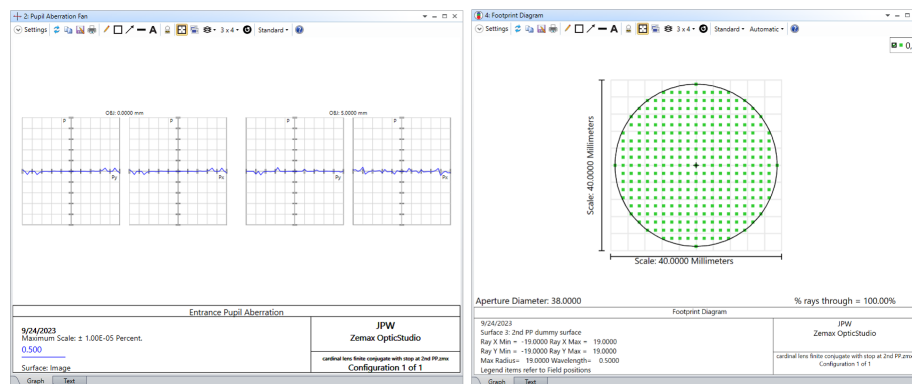 2: Pupil Aberration Fan
Settings
3 x 4
Standard
OBJ: 0.0000 mm
OBJ: 5.0000 mm
P
P
P
P
Py
Px
Py
Px
Entrance Pupil Aberration
9/24/2023
Maximum Scale: ± 1.00E-05 Percent.
0.500
Surface: Image
JPW
Zemax OpticStudio
cardinal lens finite conjugate with stop at 2nd PP.zmx
Configuration 1 of 1
Graph
Text
4: Footprint Diagram
Settings
3 x 4
Standard
Automatic
0,
Scale: 40.0000 Millimeters
Scale: 40.0000 Millimeters
Aperture Diameter: 38.0000
% rays through = 100.00%
Footprint Diagram
9/24/2023
Surface 3: 2nd PP dummy surface
Ray X Min = -19.0000 Ray X Max = 19.0000
Ray Y Min = -19.0000 Ray Y Max = 19.0000
Max Radius= 19.0000 Wavelength= 0.5000
Legend items refer to Field positions
JPW
Zemax OpticStudio
cardinal lens finite conjugate with stop at 2nd PP.zmx
Configuration 1 of 1
Graph
Text